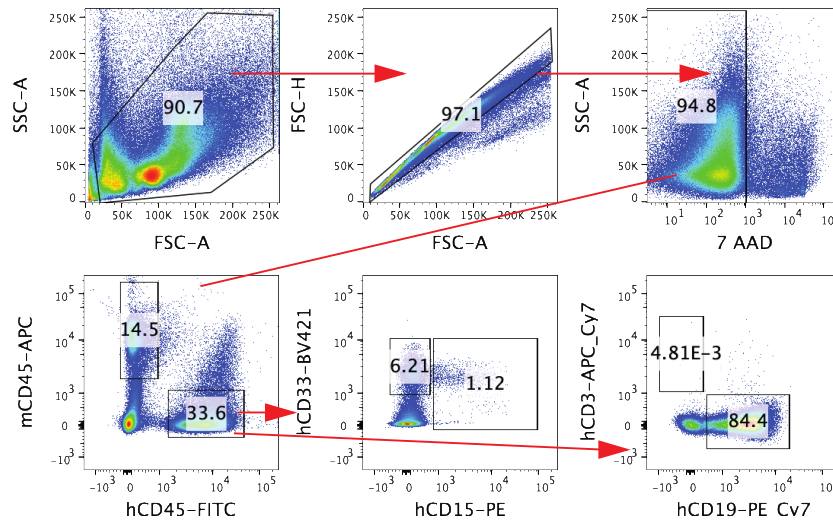 SSC-A
250K
200K
150K
100K
50K
0
90.7
0 50K 100K 150K 200K 250K
FSC-A
FSC-H
250K
200K
150K
100K
50K
0
97.1
0 50K 100K 150K 200K 250K
FSC-A
SSC-A
250K
200K
150K
100K
50K
0
94.8
10¹ 10² 10³ 10⁴
7 AAD
mCD45-APC
10⁵
10⁴
10³
0
-10³
14.5
33.6
-10³ 0 10³ 10⁴ 10⁵
hCD45-FITC
hCD33-BV421
10⁵
10⁴
10³
0
-10³
6.21
1.12
-10³ 0 10³ 10⁴ 10⁵
hCD15-PE
hCD3-APC_Cy7
10⁵
10⁴
10³
0
-10³
4.81E-3
84.4
-10³ 0 10³ 10⁴ 10⁵
hCD19-PE_Cy7